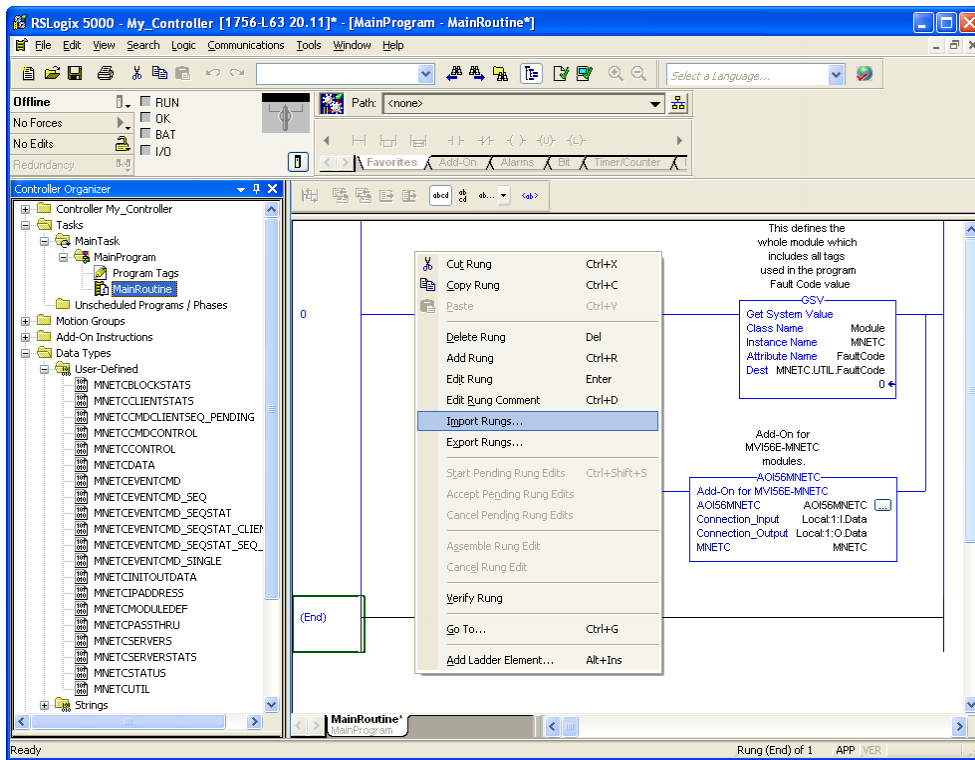 RSLogix 5000 - My_Controller [1756-L63 20.11]* - [MainProgram - MainRoutine*]
File Edit View Search Logic Communications Tools Window Help
Select a Language...
Offline
RUN
No Forces
OK
No Edits
BAT
Redundancy
I/O
Path: <none>
Favorites Add-On Alarms Bit Timer/Counter
Controller Organizer
Controller My_Controller
Tasks
MainTask
MainProgram
Program Tags
MainRoutine
Unscheduled Programs / Phases
Motion Groups
Add-On Instructions
Data Types
User-Defined
MNETCBLOCKSTATS
MNETCCLIENTSTATS
MNETCCMDCLIENTSEQ_PENDING
MNETCCMDCONTROL
MNETCCONTROL
MNETCDATA
MNETCEVENTCMD
MNETCEVENTCMD_SEQ
MNETCEVENTCMD_SEQSTAT
MNETCEVENTCMD_SEQSTAT_CLIEN
MNETCEVENTCMD_SEQSTAT_SEQ_
MNETCEVENTCMD_SINGLE
MNETCINITOUTDATA
MNETCIPADDRESS
MNETCMODULEDEF
MNETCPASSTHRU
MNETCSERVERS
MNETCSERVERSTATS
MNETCSTATUS
MNETCUTIL
Strings
abcd ab cd ab... <ab>
0
(End)
Cut Rung Ctrl+X
Copy Rung Ctrl+C
Paste Ctrl+V
Delete Rung Del
Add Rung Ctrl+R
Edit Rung Enter
Edit Rung Comment Ctrl+D
Import Rungs...
Export Rungs...
Start Pending Rung Edits Ctrl+Shift+S
Accept Pending Rung Edits
Cancel Pending Rung Edits
Assemble Rung Edit
Cancel Rung Edit
Verify Rung
Go To... Ctrl+G
Add Ladder Element... Alt+Ins
This defines the
whole module which
includes all tags
used in the program
Fault Code value
GSV
Get System Value
Class Name Module
Instance Name MNETC
Attribute Name FaultCode
Dest MNETC.UTIL.FaultCode
0
Add-On for
MVI56E-MNETC
modules.
AOI56MNETC
Add-On for MVI56E-MNETC
AOI56MNETC AOI56MNETC ...
Connection_Input Local:1:I.Data
Connection_Output Local:1:O.Data
MNETC MNETC
MainRoutine*
MainProgram
Ready
Rung (End) of 1 APP VER